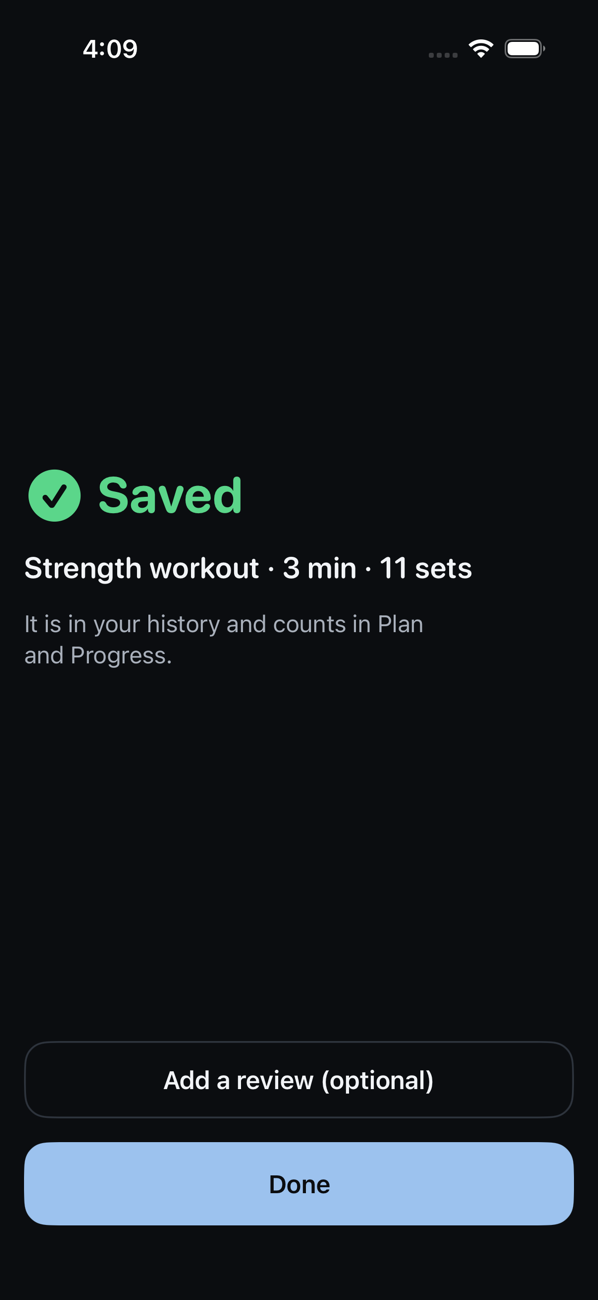 4:09
Saved
Strength workout · 3 min · 11 sets
It is in your history and counts in Plan
and Progress.
Add a review (optional)
Done